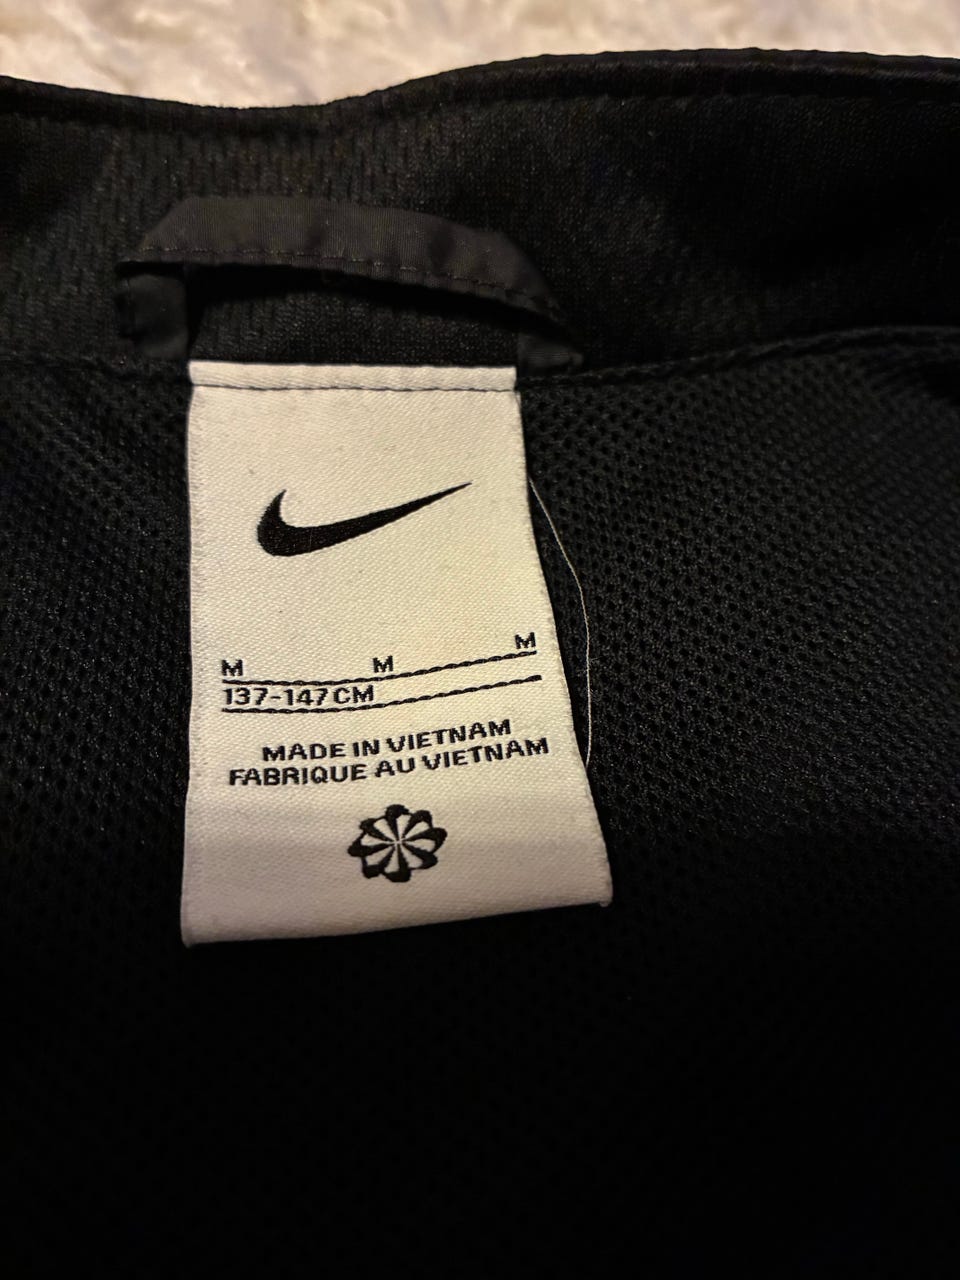 M M M
137-147CM
MADE IN VIETNAM
FABRIQUE AU VIETNAM